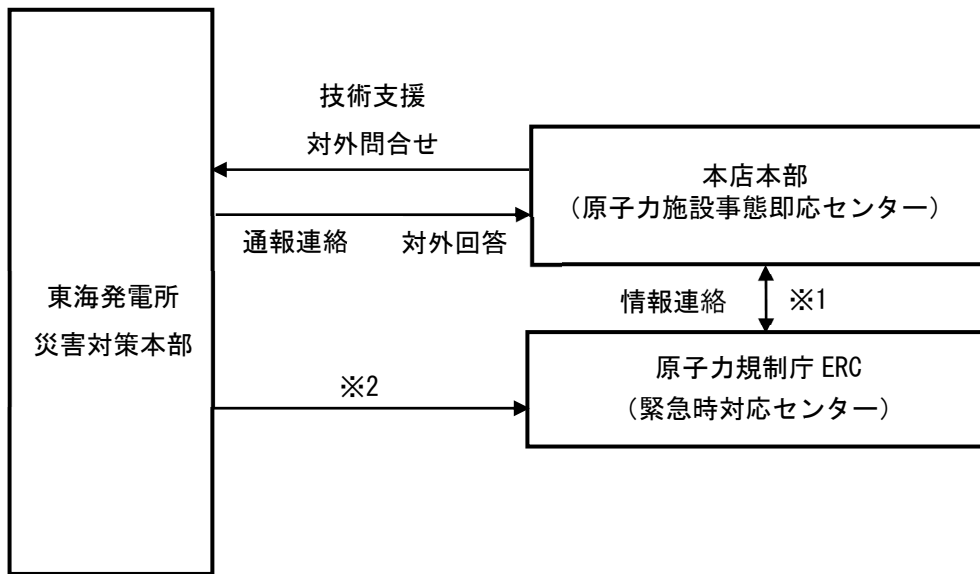 技術支援
対外問合せ
本店本部
(原子力施設事態即応センター)
通報連絡 対外回答
東海発電所
災害対策本部
情報連絡 ※1
原子力規制庁 ERC
(緊急時対応センター)
※2